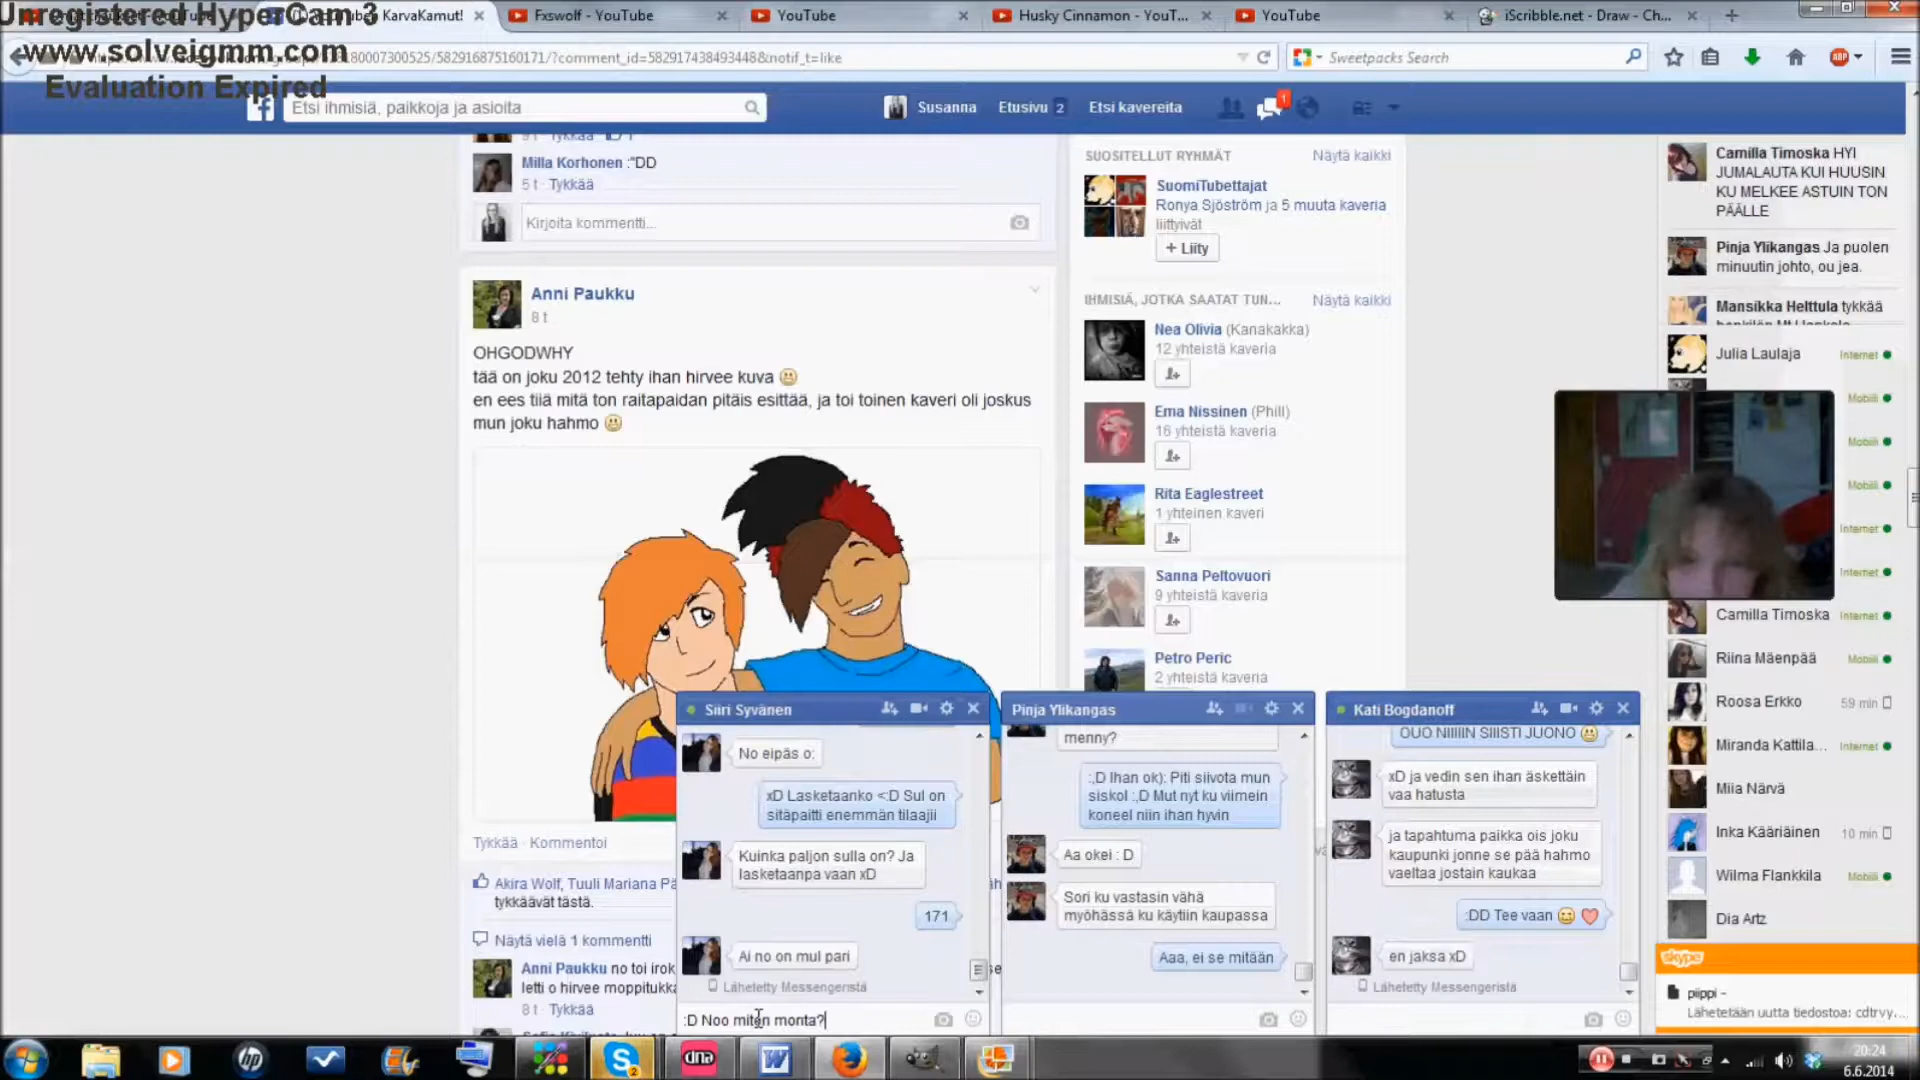 Unregistered HyperCam 3
www.solveigmm.com
Evaluation Expired
KarvaKamut!
Fxswolf - YouTube
YouTube
Husky Cinnamon - YouT...
YouTube
iScribble.net - Draw - Ch...
180007300525/582916875160171/?comment_id=582917438493448&notif_t=like
Sweetpacks Search
ABP
Etsi ihmisiä, paikkoja ja asioita
Susanna
Etusivu 2
Etsi kavereita
1
Milla Korhonen :"DD
5 t · Tykkää
Kirjoita kommentti...
Anni Paukku
8 t
OHGODWHY
tää on joku 2012 tehty ihan hirvee kuva
en ees tiiä mitä ton raitapaidan pitäis esittää, ja toi toinen kaveri oli joskus
mun joku hahmo
Tykkää · Kommentoi
Akira Wolf, Tuuli Mariana Pä
tykkäävät tästä.
Näytä vielä 1 kommentti
Anni Paukku no toi irok
letti o hirvee moppitukka
8 t · Tykkää
SUOSITELLUT RYHMÄT
Näytä kaikki
SuomiTubettajat
Ronya Sjöström ja 5 muuta kaveria
liittyivät
+ Liity
IHMISIÄ, JOTKA SAATAT TUN...
Näytä kaikki
Nea Olivia (Kanakakka)
12 yhteistä kaveria
Ema Nissinen (Phill)
16 yhteistä kaveria
Rita Eaglestreet
1 yhteinen kaveri
Sanna Peltovuori
9 yhteistä kaveria
Petro Peric
2 yhteistä kaveria
Siiri Syvänen
No eipäs o:
xD Lasketaanko <:D Sul on
sitäpaitti enemmän tilaajii
Kuinka paljon sulla on? Ja
lasketaanpa vaan xD
171
Ai no on mul pari
Lähetetty Messengeristä
:D Noo miten monta?
Pinja Ylikangas
menny?
:,D Ihan ok): Piti siivota mun
siskol :,D Mut nyt ku viimein
koneel niin ihan hyvin
Aa okei : D
Sori ku vastasin vähä
myöhässä ku käytiin kaupassa
Aaa, ei se mitään
Kati Bogdanoff
OUO NIIIIIN SIIISTI JUONO
xD ja vedin sen ihan äskettäin
vaa hatusta
ja tapahtuma paikka ois joku
kaupunki jonne se pää hahmo
vaeltaa jostain kaukaa
:DD Tee vaan
en jaksa xD
Lähetetty Messengeristä
Camilla Timoska HYI
JUMALAUTA KUI HUUSIN
KU MELKEE ASTUIN TON
PÄÄLLE
Pinja Ylikangas Ja puolen
minuutin johto, ou jea.
Mansikka Helttula tykkää
Julia Laulaja Internet
Mobiili
Mobiili
Mobiili
Internet
Internet
Camilla Timoska Internet
Riina Mäenpää Mobiili
Roosa Erkko 59 min
Miranda Kattila... Internet
Miia Närvä
Inka Kääriäinen 10 min
Wilma Flankkila Mobiili
Dia Artz
skype
piippi -
Lähetetään uutta tiedostoa: cdtrvy...
hp
dna
2
20:24
6.6.2014